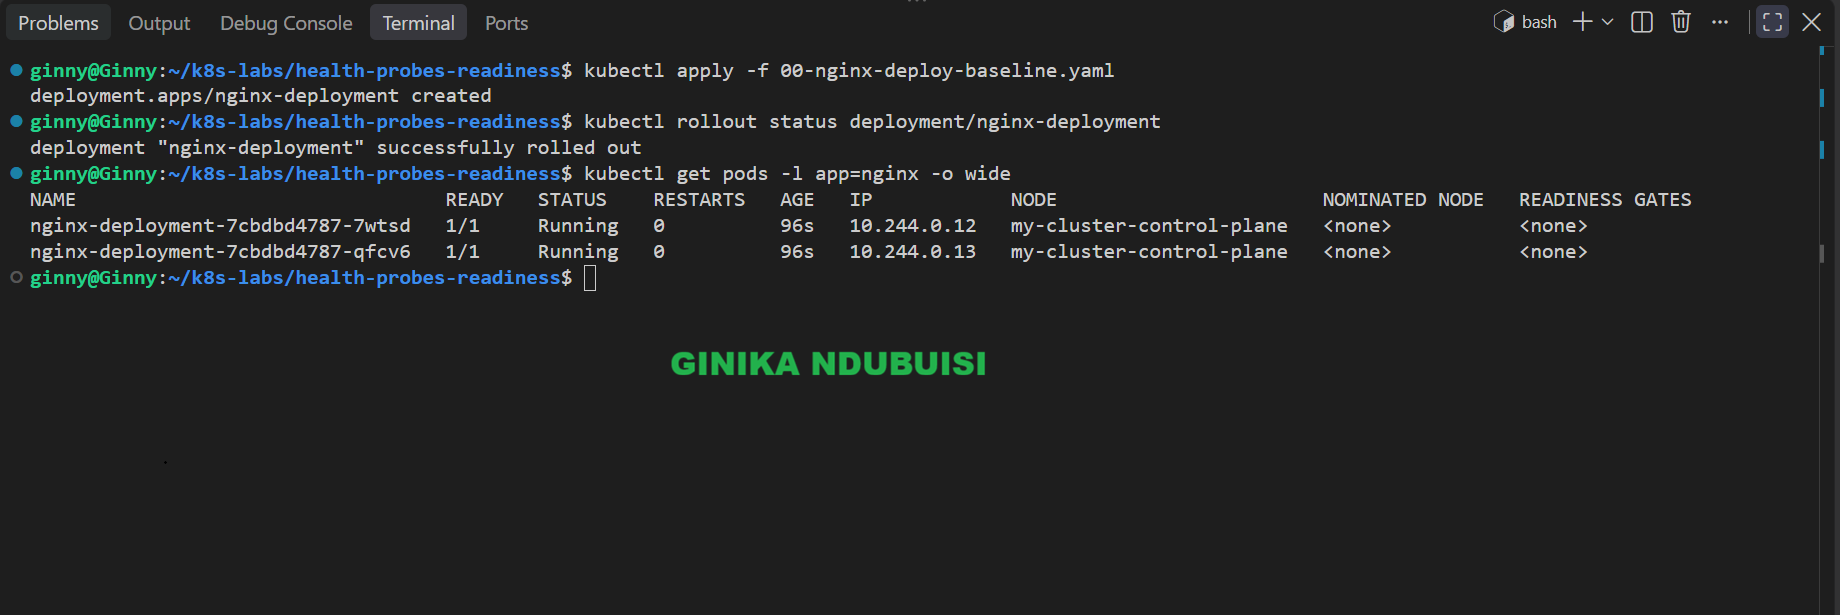 Problems Output Debug Console Terminal Ports bash
ginny@Ginny:~/k8s-labs/health-probes-readiness$ kubectl apply -f 00-nginx-deploy-baseline.yaml
deployment.apps/nginx-deployment created
ginny@Ginny:~/k8s-labs/health-probes-readiness$ kubectl rollout status deployment/nginx-deployment
deployment "nginx-deployment" successfully rolled out
ginny@Ginny:~/k8s-labs/health-probes-readiness$ kubectl get pods -l app=nginx -o wide
NAME READY STATUS RESTARTS AGE IP NODE NOMINATED NODE READINESS GATES
nginx-deployment-7cbdbd4787-7wtsd 1/1 Running 0 96s 10.244.0.12 my-cluster-control-plane <none> <none>
nginx-deployment-7cbdbd4787-qfcv6 1/1 Running 0 96s 10.244.0.13 my-cluster-control-plane <none> <none>
ginny@Ginny:~/k8s-labs/health-probes-readiness$
GINIKA NDUBUISI